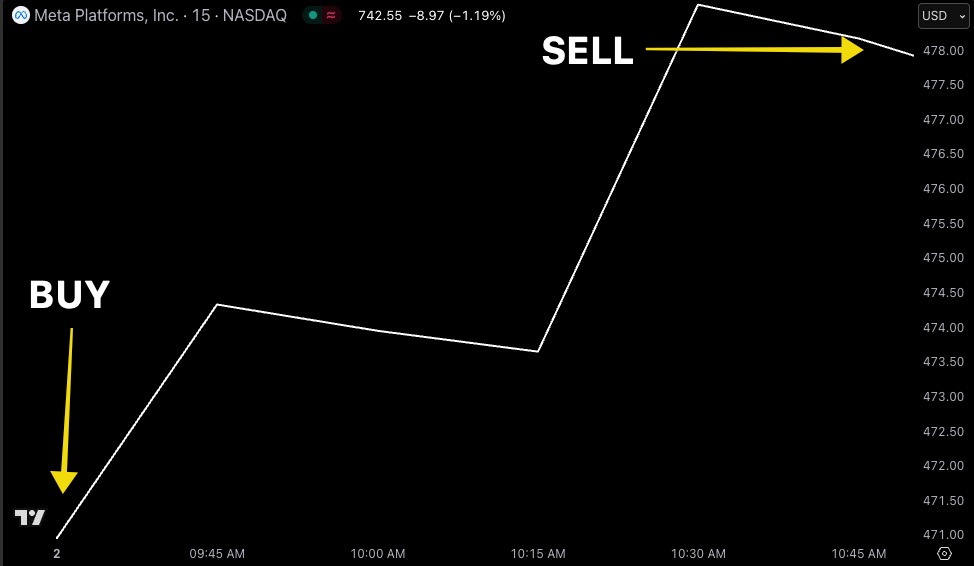 Meta Platforms, Inc. · 15 · NASDAQ
≈
742.55 −8.97 (−1.19%)
USD
SELL
478.00
477.50
477.00
476.50
476.00
475.50
475.00
BUY
474.50
474.00
473.50
473.00
472.50
472.00
471.50
471.00
2
09:45 AM
10:00 AM
10:15 AM
10:30 AM
10:45 AM